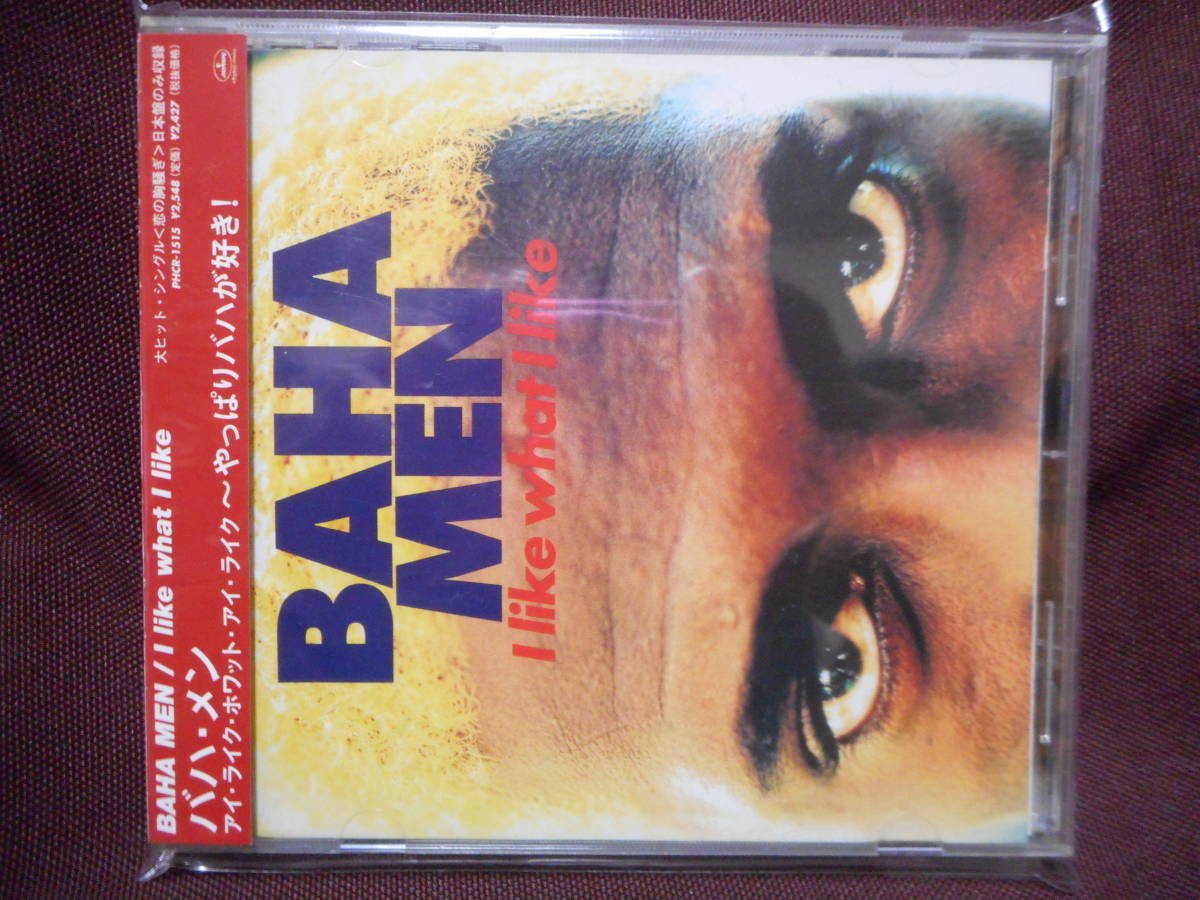 BAHA MEN / I like what I like
バハ・メン
アイ・ライク・ホワット・アイ・ライク 〜やっぱりバハが好き!
大ヒット・シングル<恋の胸騒ぎ>日本盤のみ収録
PHCR-1515 ¥2,548 (定価) ¥2,427 (税抜価格)
BAHA
MEN
I like what I like